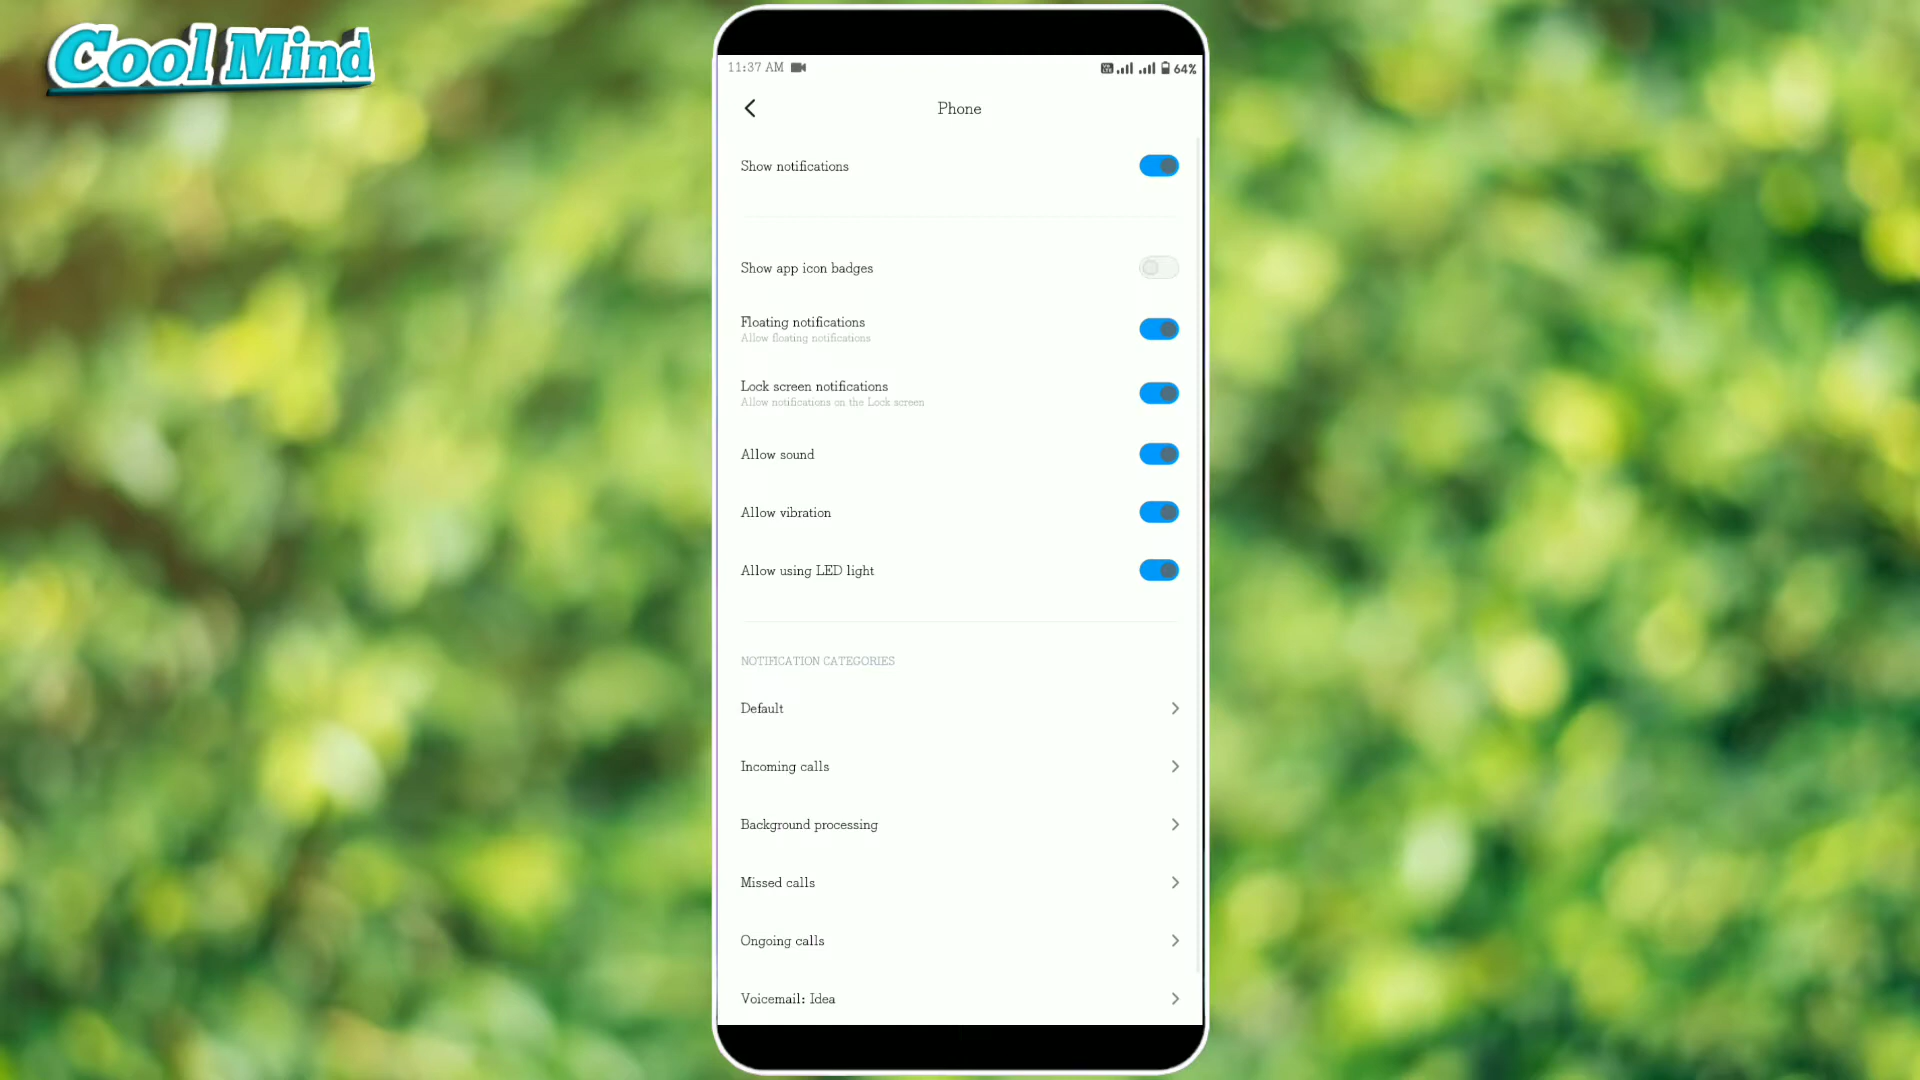 Cool Mind
11:37 AM
64%
Phone
Show notifications
Show app icon badges
Floating notifications
Allow floating notifications
Lock screen notifications
Allow notifications on the Lock screen
Allow sound
Allow vibration
Allow using LED light
NOTIFICATION CATEGORIES
Default
Incoming calls
Background processing
Missed calls
Ongoing calls
Voicemail: Idea